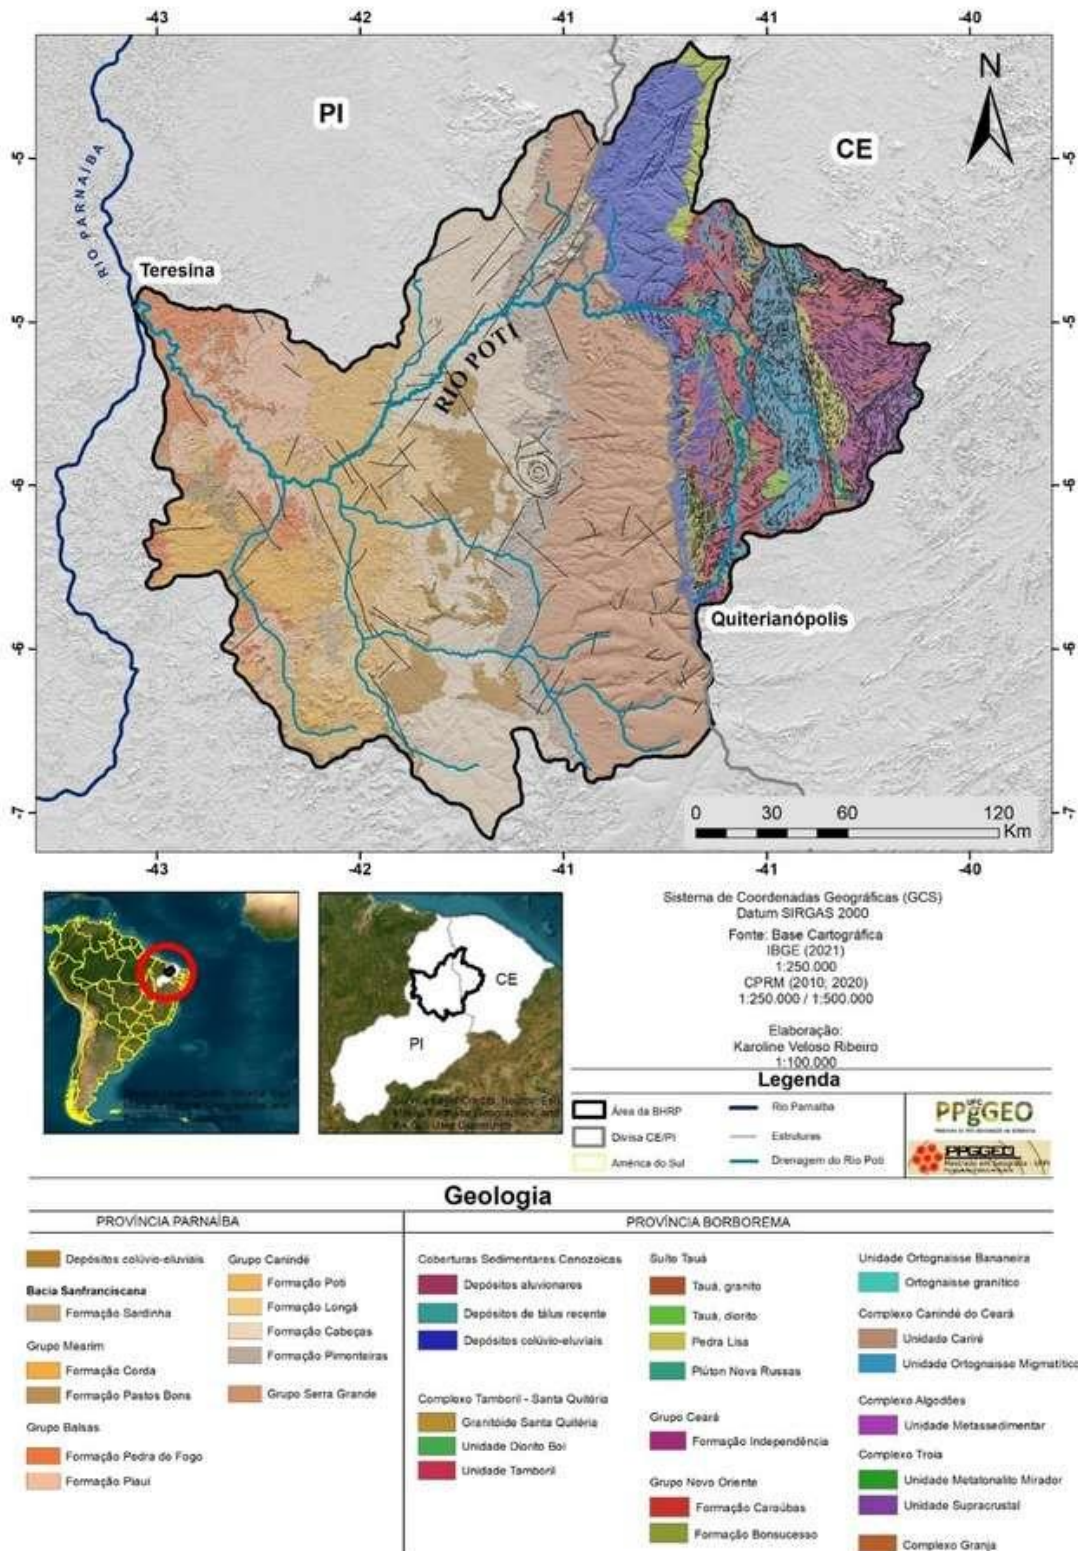 -43 -42 -41 -41 -40
N
PI
CE
-5 -5
RIO PARNAÍBA
Teresina
-5 -5
RIO POTI
-6 -6
Quiterianópolis
-6 -6
0 30 60 120
Km
-7 -7
-43 -42 -41 -41 -40
CE
PI
Sistema de Coordenadas Geográficas (GCS)
Datum SIRGAS 2000
Fonte: Base Cartográfica
IBGE (2021)
1:250.000
CPRM (2010; 2020)
1:250.000 / 1:500.000
Elaboração:
Karoline Veloso Ribeiro
1:100.000
Legenda
Área da BHRP
Divisa CE/PI
América do Sul
Rio Parnaíba
Estruturas
Drenagem do Rio Poti
UFC
PPgGEO
PPGGEO
Geologia
PROVÍNCIA PARNAÍBA
Depósitos colúvio-eluviais
Bacia Sanfranciscana
Formação Sardinha
Grupo Mearim
Formação Corda
Formação Pastos Bons
Grupo Balsas
Formação Pedra de Fogo
Formação Piauí
Grupo Canindé
Formação Poti
Formação Longá
Formação Cabeças
Formação Pimonteiras
Grupo Serra Grande
PROVÍNCIA BORBOREMA
Coberturas Sedimentares Cenozoicas
Depósitos aluvionares
Depósitos de tálus recente
Depósitos colúvio-eluviais
Complexo Tamboril - Santa Quitéria
Granitóide Santa Quitéria
Unidade Diorito Boi
Unidade Tamboril
Suíto Tauá
Tauá, granito
Tauá, diorito
Pedra Lisa
Plúton Nova Russas
Grupo Ceará
Formação Independência
Grupo Novo Oriente
Formação Caraúbas
Formação Bonsucesso
Unidade Ortognaisse Bananeira
Ortognaisse granítico
Complexo Canindé do Ceará
Unidade Cariré
Unidade Ortognaisse Migmatítico
Complexo Algodões
Unidade Metassedimentar
Complexo Troia
Unidade Metatonalito Mirador
Unidade Supracrustal
Complexo Granja